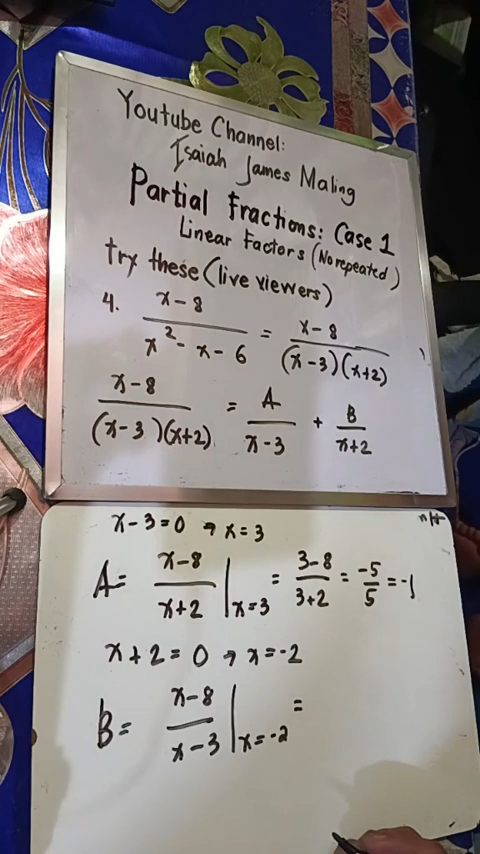 Youtube Channel:
Isaiah James Maling
Partial Fractions: Case 1
Linear Factors (No repeated)
try these (live viewers)
4. x-8 / x² - x - 6 = x-8 / (x-3)(x+2)
x-8 / (x-3)(x+2) = A / x-3 + B / x+2
x-3=0 → x=3
A= x-8 / x+2 | x=3 = 3-8 / 3+2 = -5 / 5 = -1
x+2=0 → x=-2
B= x-8 / x-3 | x=-2 =